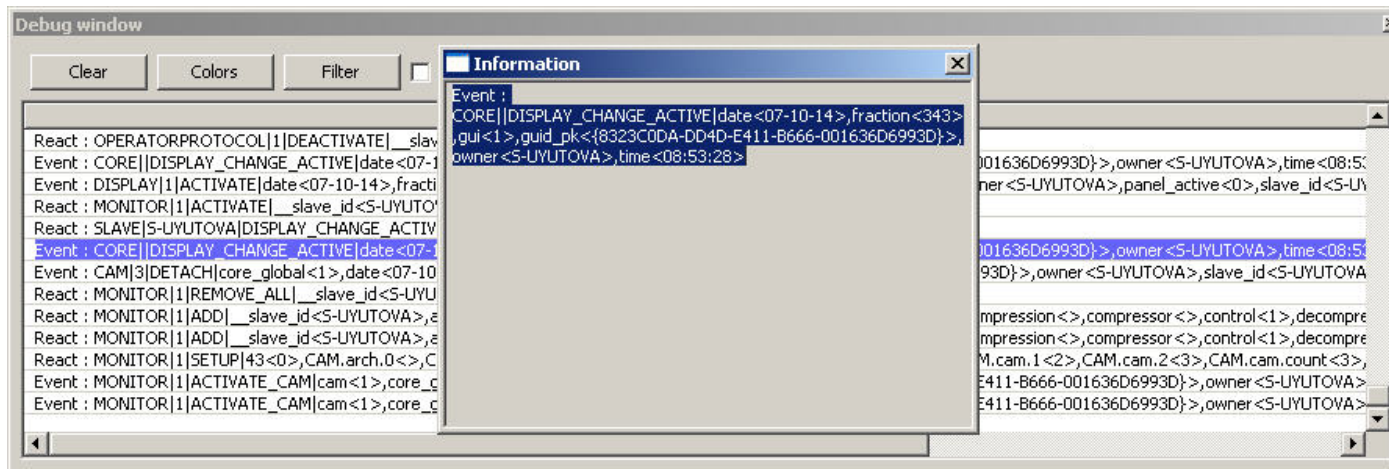 Debug window
Clear Colors Filter
Information
Event :
CORE||DISPLAY_CHANGE_ACTIVE|date<07-10-14>,fraction<343>
,gui<1>,guid_pk<{8323C0DA-DD4D-E411-B666-001636D6993D}>,
owner<S-UYUTOVA>,time<08:53:28>
React : OPERATORPROTOCOL|1|DEACTIVATE|__slav
Event : CORE||DISPLAY_CHANGE_ACTIVE|date<07-1 001636D6993D}>,owner<S-UYUTOVA>,time<08:53
Event : DISPLAY|1|ACTIVATE|date<07-10-14>,fracti ner<S-UYUTOVA>,panel_active<0>,slave_id<S-UY
React : MONITOR|1|ACTIVATE|__slave_id<S-UYUTO
React : SLAVE|S-UYUTOVA|DISPLAY_CHANGE_ACTIV
Event : CORE||DISPLAY_CHANGE_ACTIVE|date<07-1 001636D6993D}>,owner<S-UYUTOVA>,time<08:53
Event : CAM|3|DETACH|core_global<1>,date<07-10 93D}>,owner<S-UYUTOVA>,slave_id<S-UYUTOVA
React : MONITOR|1|REMOVE_ALL|__slave_id<S-UYU
React : MONITOR|1|ADD|__slave_id<S-UYUTOVA>,a mpression<>,compressor<>,control<1>,decompre
React : MONITOR|1|ADD|__slave_id<S-UYUTOVA>,a mpression<>,compressor<>,control<1>,decompre
React : MONITOR|1|SETUP|43<0>,CAM.arch.0<>,C M.cam.1<2>,CAM.cam.2<3>,CAM.cam.count<3>,
Event : MONITOR|1|ACTIVATE_CAM|cam<1>,core_g E411-B666-001636D6993D}>,owner<S-UYUTOVA>
Event : MONITOR|1|ACTIVATE_CAM|cam<1>,core_g E411-B666-001636D6993D}>,owner<S-UYUTOVA>